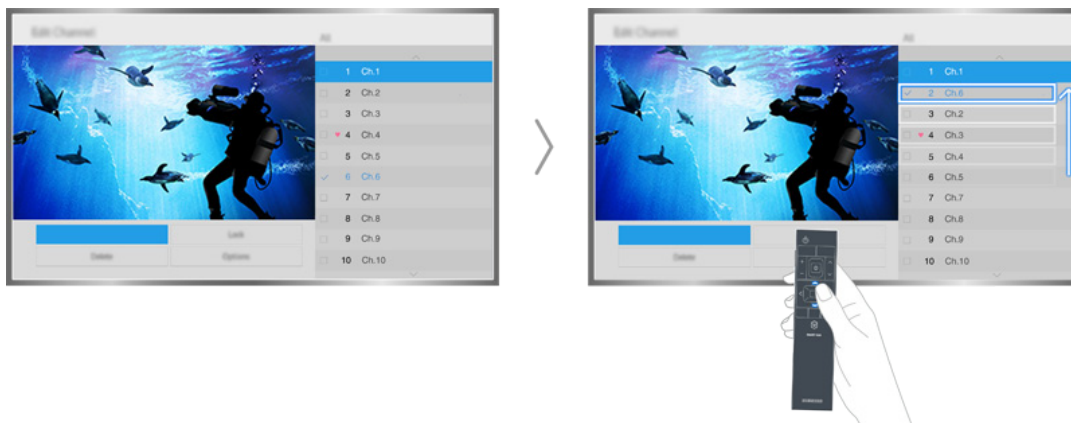 Edit Channel
All
1 Ch.1
2 Ch.2
3 Ch.3
4 Ch.4
5 Ch.5
6 Ch.6
7 Ch.7
8 Ch.8
9 Ch.9
10 Ch.10
Lock
Delete
Options
Edit Channel
All
1 Ch.1
2 Ch.6
3 Ch.2
4 Ch.3
5 Ch.4
6 Ch.5
7 Ch.7
8 Ch.8
9 Ch.9
10 Ch.10
Delete